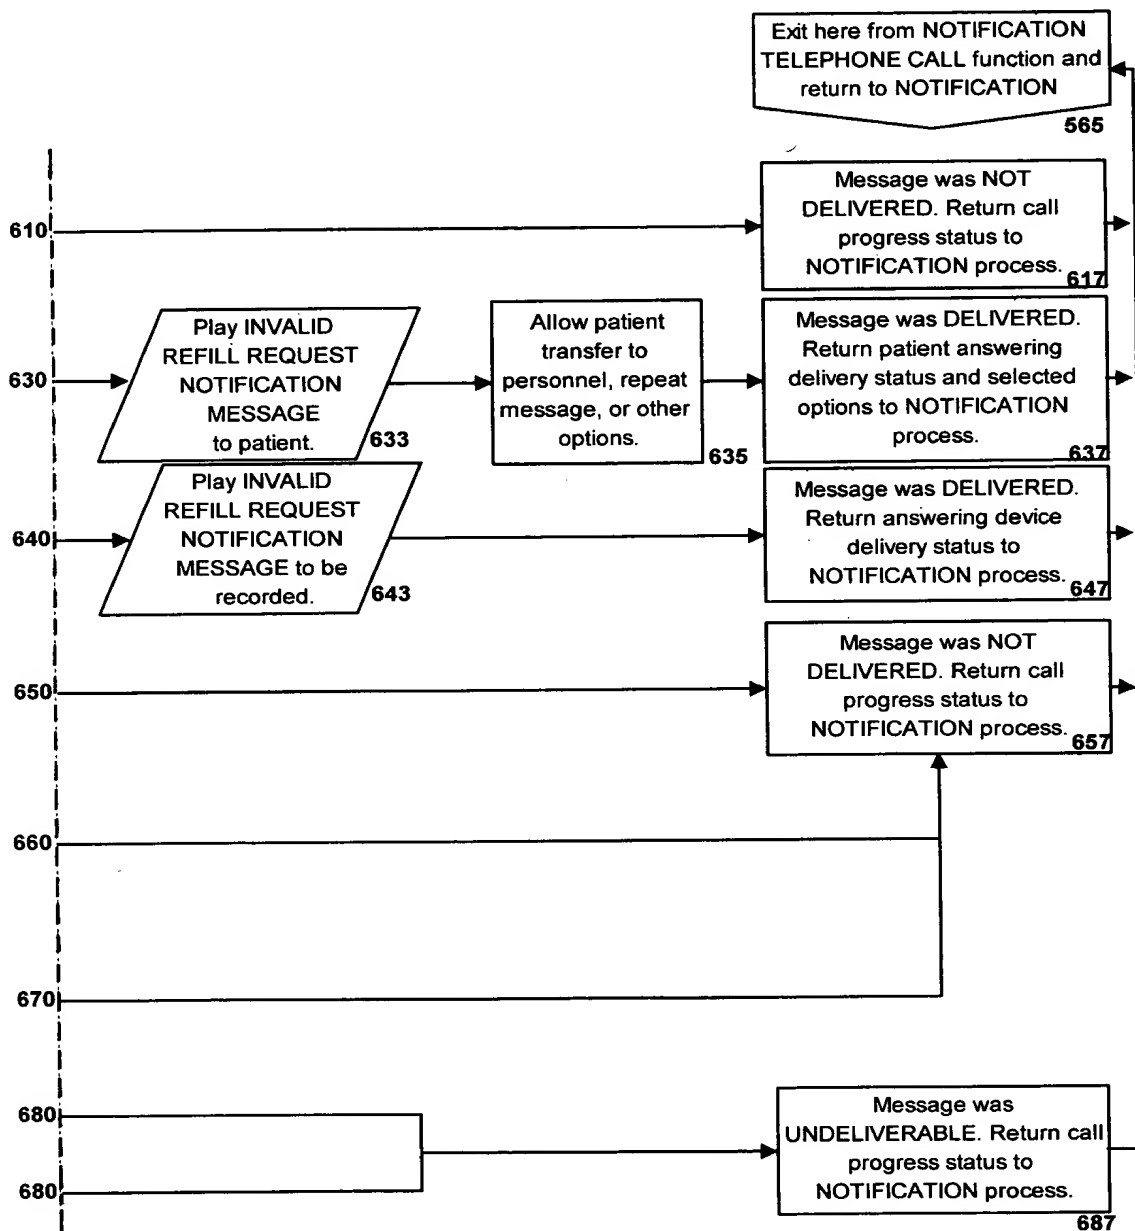 Exit here from NOTIFICATION
TELEPHONE CALL function and
return to NOTIFICATION
565
610
Message was NOT
DELIVERED. Return call
progress status to
NOTIFICATION process.
617
630
Play INVALID
REFILL REQUEST
NOTIFICATION
MESSAGE
to patient.
633
Allow patient
transfer to
personnel, repeat
message, or other
options.
635
Message was DELIVERED.
Return patient answering
delivery status and selected
options to NOTIFICATION
process.
637
640
Play INVALID
REFILL REQUEST
NOTIFICATION
MESSAGE to be
recorded.
643
Message was DELIVERED.
Return answering device
delivery status to
NOTIFICATION process.
647
650
Message was NOT
DELIVERED. Return call
progress status to
NOTIFICATION process.
657
660
670
680
680
Message was
UNDELIVERABLE. Return call
progress status to
NOTIFICATION process.
687